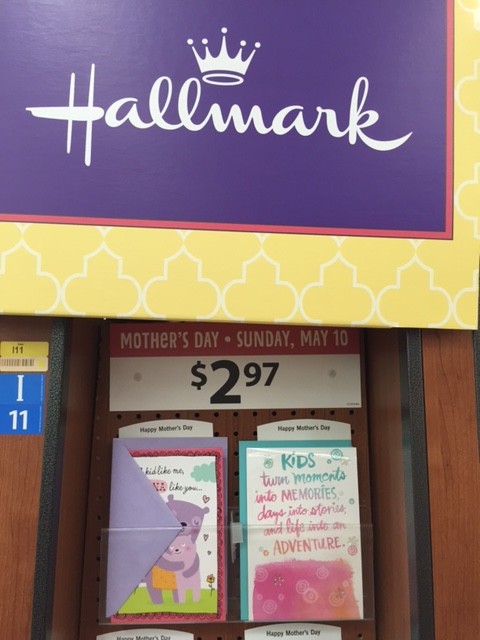 Hallmark
111
I
11
MOTHER'S DAY • SUNDAY, MAY 10
$2.97
Happy Mother's Day
Happy Mother's Day
kid like me,
like you...
KiDS
turn moments
into MEMORIES,
days into stories,
and life into an
ADVENTURE.
Happy Mother's Day
Happy Mother's Day